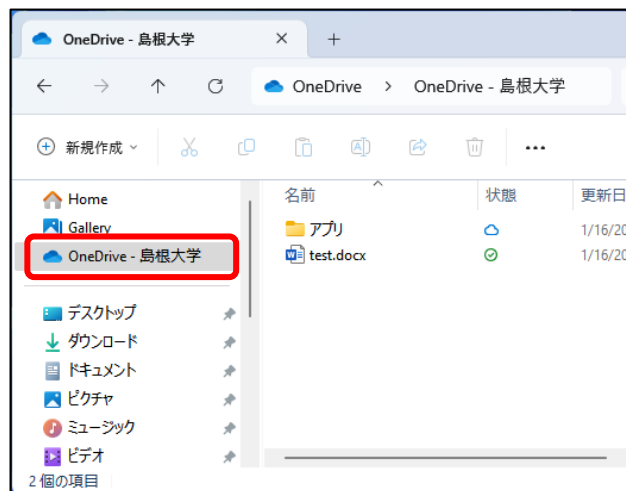 OneDrive - 島根大学
OneDrive > OneDrive - 島根大学
新規作成
名前 状態 更新日
Home
Gallery
OneDrive - 島根大学
デスクトップ
ダウンロード
ドキュメント
ピクチャ
ミュージック
ビデオ
アプリ 1/16/20
test.docx 1/16/20
2 個の項目